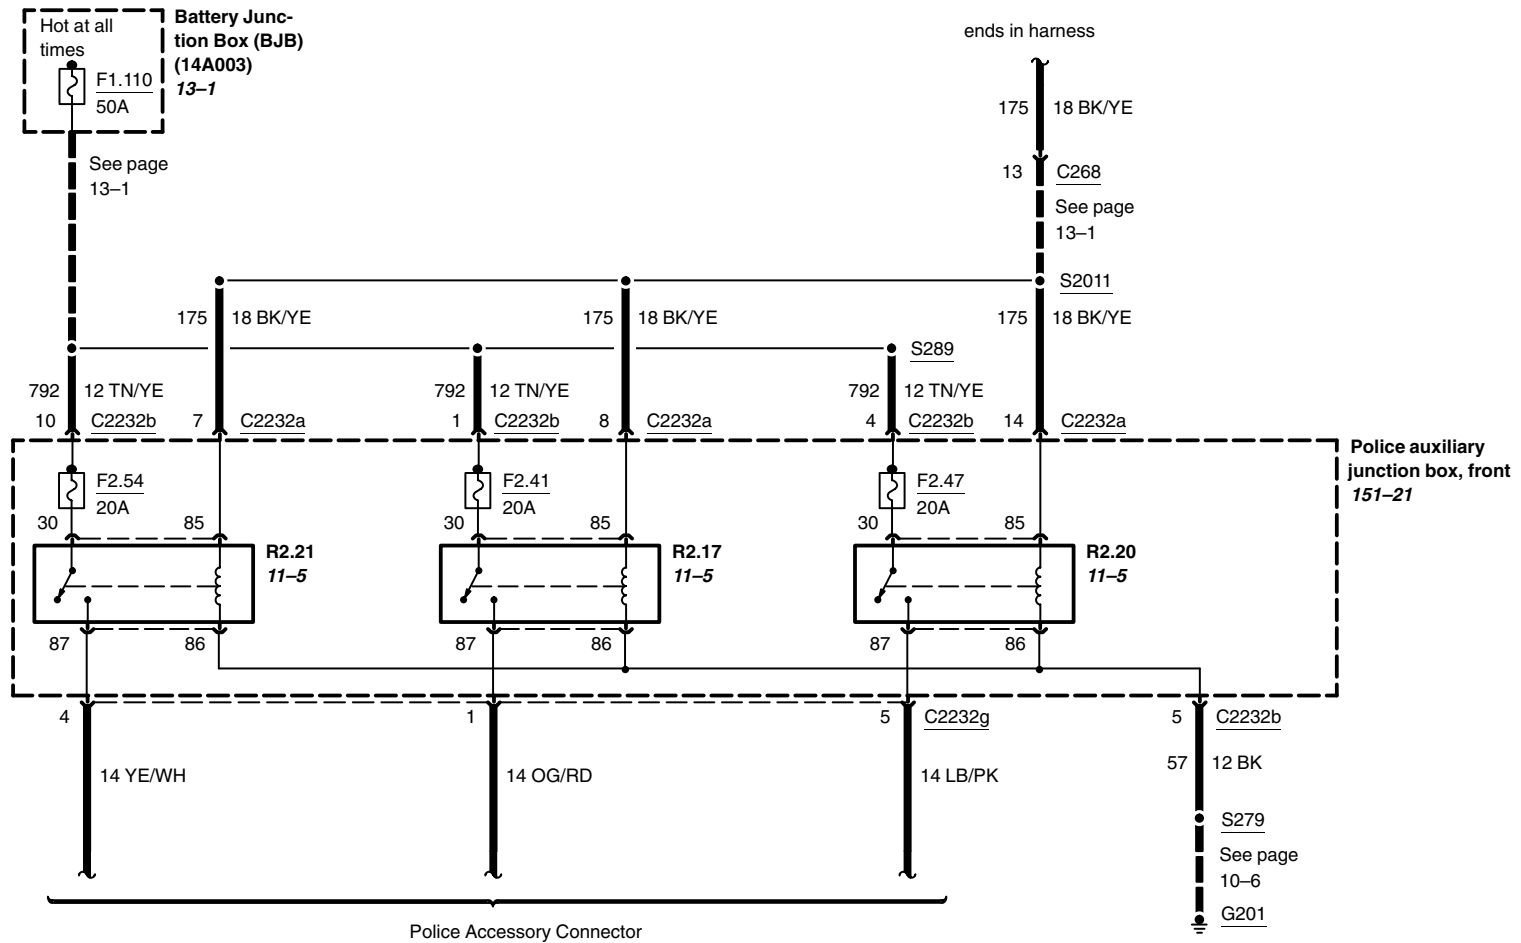 Hot at all
times
F1.110
50A
Battery Junc-
tion Box (BJB)
(14A003)
13–1
See page
13–1
ends in harness
175 18 BK/YE
13 C268
See page
13–1
S2011
175 18 BK/YE 175 18 BK/YE 175 18 BK/YE
S289
792 12 TN/YE 792 12 TN/YE 792 12 TN/YE
10 C2232b 7 C2232a 1 C2232b 8 C2232a 4 C2232b 14 C2232a
Police auxiliary
junction box, front
151–21
F2.54 F2.41 F2.47
20A 20A 20A
30 85 30 85 30 85
R2.21 R2.17 R2.20
11–5 11–5 11–5
87 86 87 86 87 86
4 1 5 C2232g 5 C2232b
57 12 BK
14 YE/WH 14 OG/RD 14 LB/PK
S279
See page
10–6
G201
Police Accessory Connector